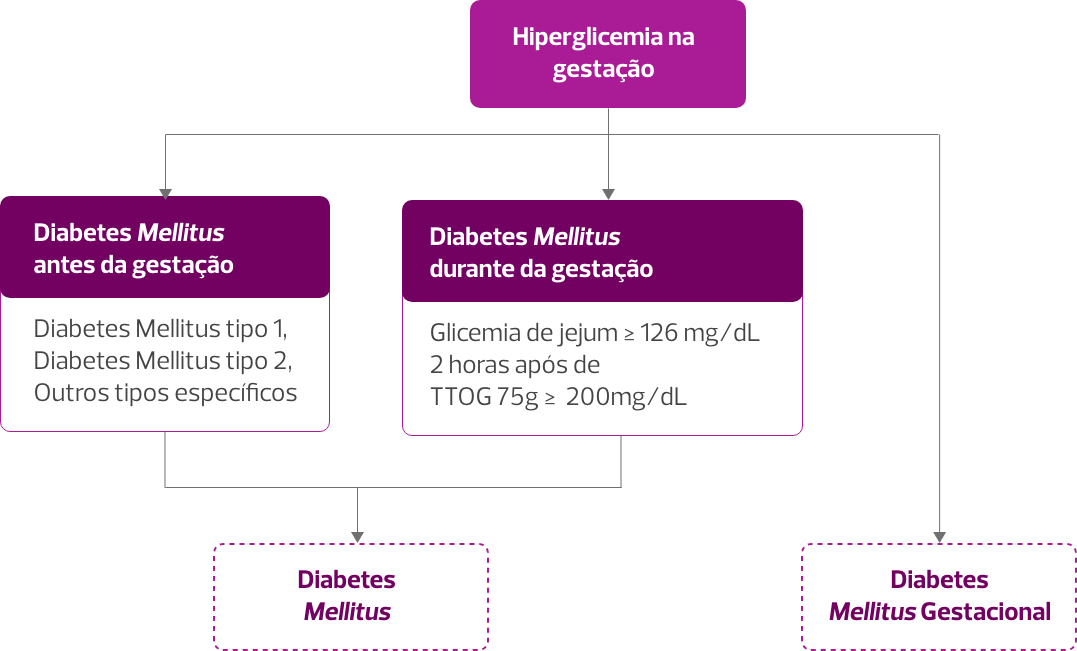 Hiperglicemia na
gestação
Diabetes Mellitus
antes da gestação
Diabetes Mellitus tipo 1,
Diabetes Mellitus tipo 2,
Outros tipos específicos
Diabetes Mellitus
durante da gestação
Glicemia de jejum ≥ 126 mg/dL
2 horas após de
TTOG 75g ≥ 200mg/dL
Diabetes
Mellitus
Diabetes
Mellitus Gestacional